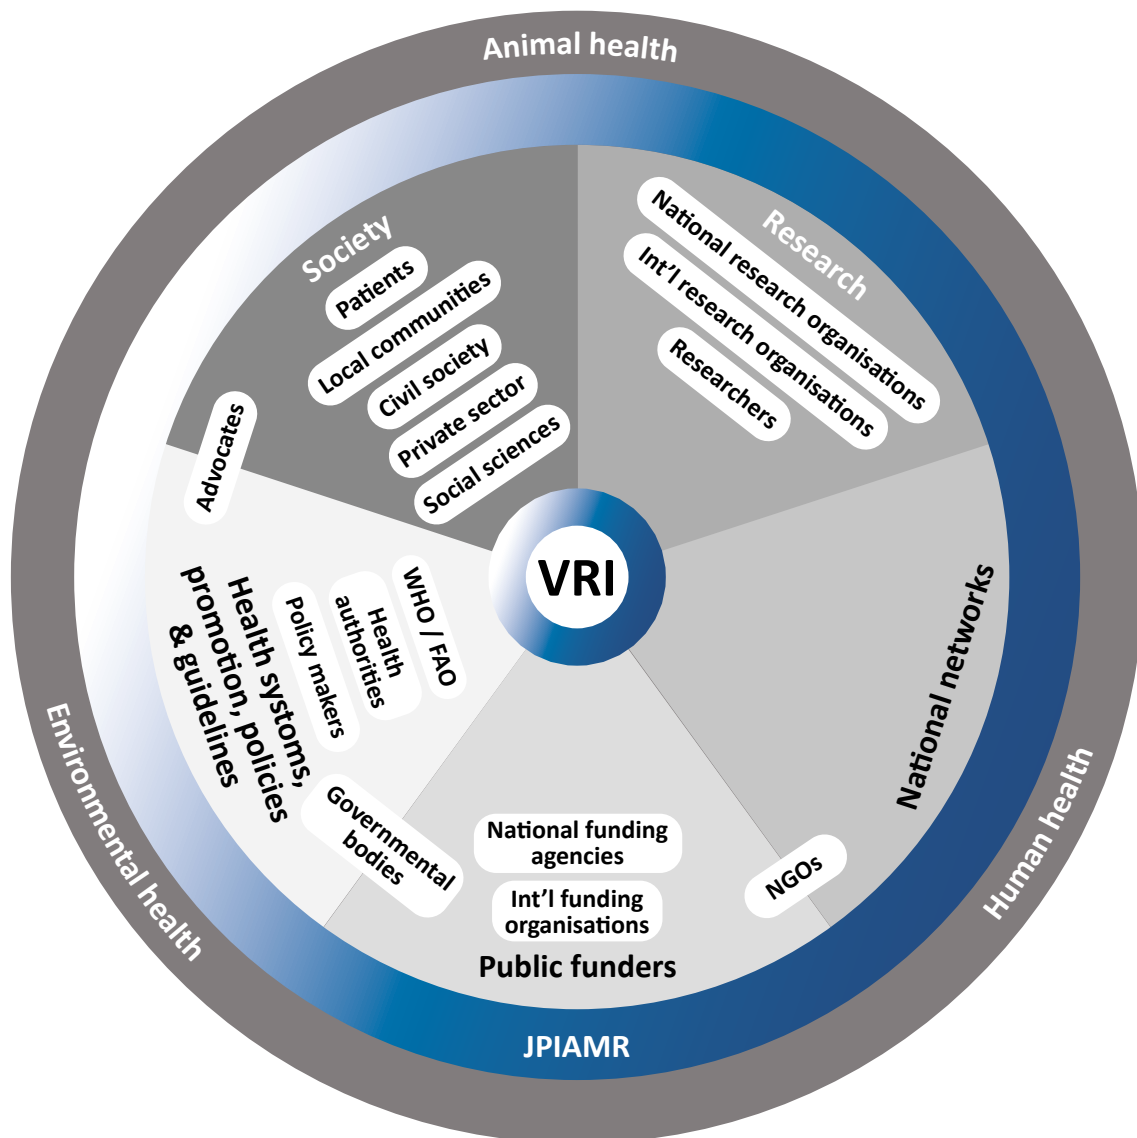 Animal health
Society
Patients
Local communities
Civil society
Private sector
Social sciences
Advocates
Research
National research organisations
Int'l research organisations
Researchers
VRI
WHO / FAO
Health
authorities
Policy makers
Health systoms,
promotion, policies
& guidelines
Governmental
bodies
National networks
NGOs
National funding
agencies
Int'l funding
organisations
Public funders
JPIAMR
Environmental health
Human health